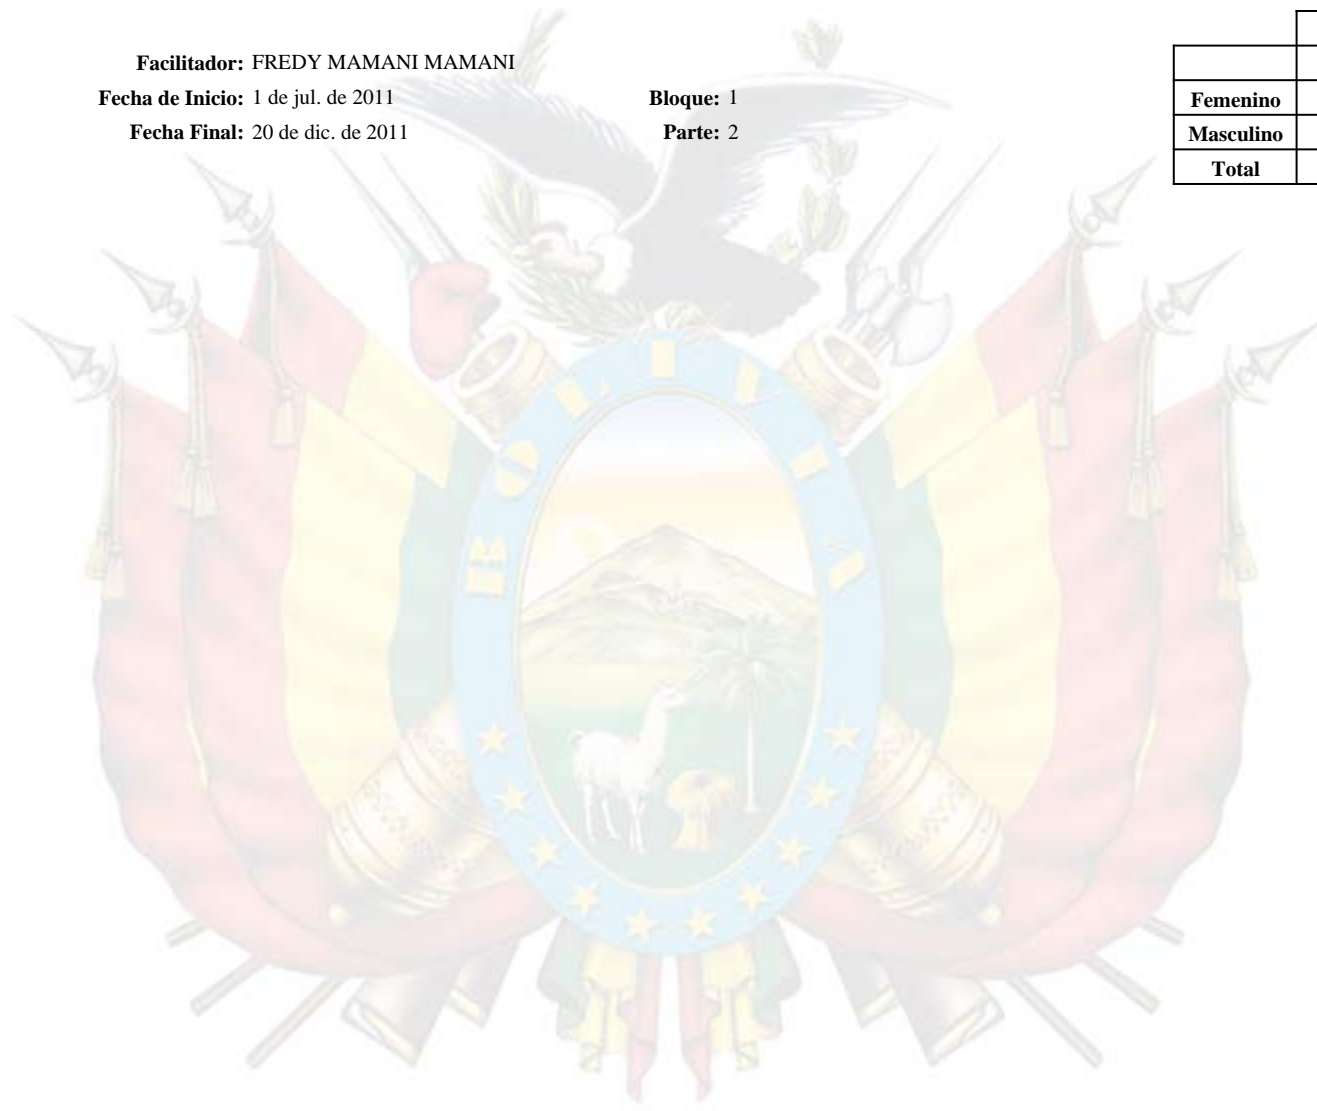 Facilitador: FREDY MAMANI MAMANI
Fecha de Inicio: 1 de jul. de 2011 Bloque: 1
Fecha Final: 20 de dic. de 2011 Parte: 2
Femenino
Masculino
Total
BOLIVIA